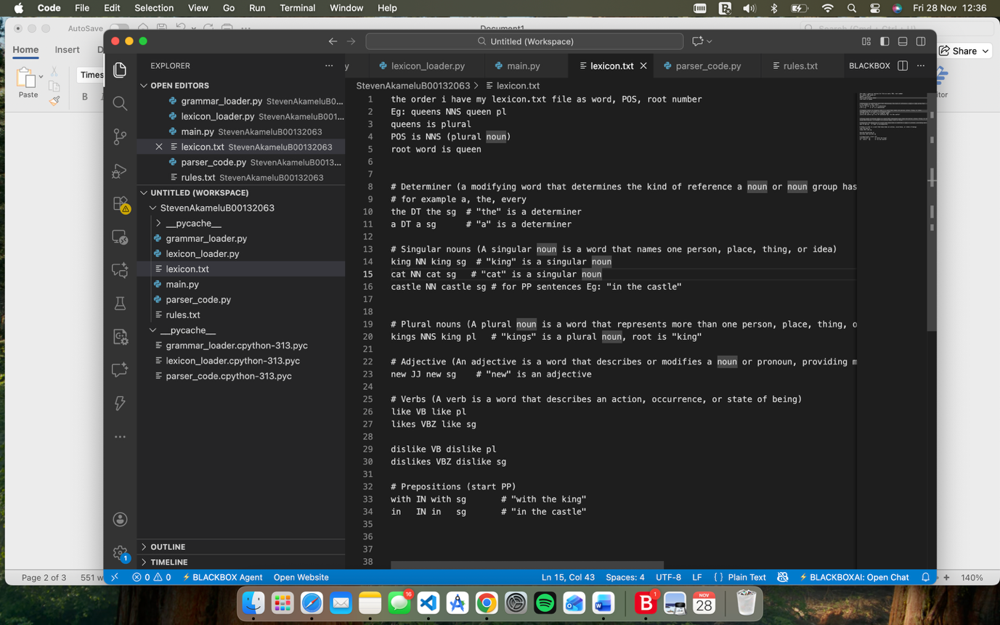 Code File Edit Selection View Go Run Terminal Window Help Fri 28 Nov 12:36
AutoSave Document1 Search (Cmd + Ctrl + U)
Untitled (Workspace)
Home Insert D Share
Paste Times
B I
EXPLORER
y lexicon_loader.py main.py lexicon.txt parser_code.py rules.txt BLACKBOX
OPEN EDITORS
grammar_loader.py StevenAkameluB0...
lexicon_loader.py StevenAkameluB001...
main.py StevenAkameluB00132063
lexicon.txt StevenAkameluB00132063
parser_code.py StevenAkameluB0013...
rules.txt StevenAkameluB00132063
UNTITLED (WORKSPACE)
StevenAkameluB00132063
__pycache__
grammar_loader.py
lexicon_loader.py
lexicon.txt
main.py
parser_code.py
rules.txt
__pycache__
grammar_loader.cpython-313.pyc
lexicon_loader.cpython-313.pyc
parser_code.cpython-313.pyc
OUTLINE
TIMELINE
StevenAkameluB00132063 > lexicon.txt
1 the order i have my lexicon.txt file as word, POS, root number
2 Eg: queens NNS queen pl
3 queens is plural
4 POS is NNS (plural noun)
5 root word is queen
6
7
8 # Determiner (a modifying word that determines the kind of reference a noun or noun group has
9 # for example a, the, every
10 the DT the sg # "the" is a determiner
11 a DT a sg # "a" is a determiner
12
13 # Singular nouns (A singular noun is a word that names one person, place, thing, or idea)
14 king NN king sg # "king" is a singular noun
15 cat NN cat sg # "cat" is a singular noun
16 castle NN castle sg # for PP sentences Eg: "in the castle"
17
18
19 # Plural nouns (A plural noun is a word that represents more than one person, place, thing, o
20 kings NNS king pl # "kings" is a plural noun, root is "king"
21
22 # Adjective (An adjective is a word that describes or modifies a noun or pronoun, providing m
23 new JJ new sg # "new" is an adjective
24
25 # Verbs (A verb is a word that describes an action, occurrence, or state of being)
26 like VB like pl
27 likes VBZ like sg
28
29 dislike VB dislike pl
30 dislikes VBZ dislike sg
31
32 # Prepositions (start PP)
33 with IN with sg # "with the king"
34 in IN in sg # "in the castle"
35
36
37
38
itor
1
Page 2 of 3 551 w 0 0 BLACKBOX Agent Open Website Ln 15, Col 43 Spaces: 4 UTF-8 LF { } Plain Text BLACKBOXAI: Open Chat + 140%
16
1
NOV
28